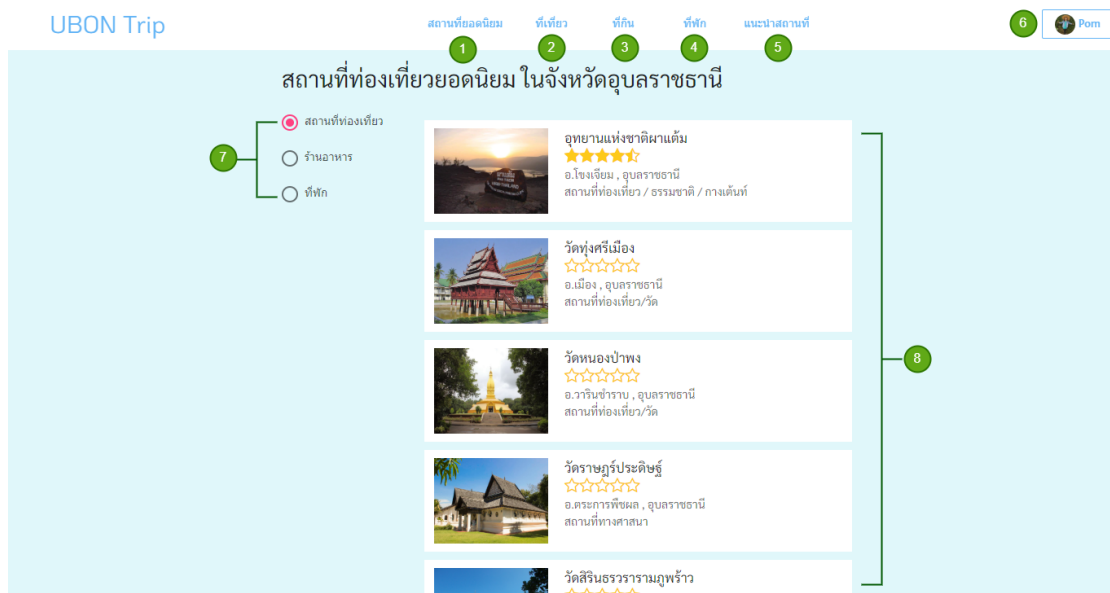 UBON Trip
สถานที่ยอดนิยม ที่เที่ยว ที่กิน ที่พัก แนะนำสถานที่
6 Porn
1 2 3 4 5
สถานที่ท่องเที่ยวยอดนิยม ในจังหวัดอุบลราชธานี
สถานที่ท่องเที่ยว
7 ร้านอาหาร
ที่พัก
อุทยานแห่งชาติผาแต้ม
อ.โขงเจียม , อุบลราชธานี
สถานที่ท่องเที่ยว / ธรรมชาติ / กางเต้นท์
วัดทุ่งศรีเมือง
อ.เมือง , อุบลราชธานี
สถานที่ท่องเที่ยว/วัด
วัดหนองป่าพง
8
อ.วารินชำราบ , อุบลราชธานี
สถานที่ท่องเที่ยว/วัด
วัดราษฎร์ประดิษฐ์
อ.ตระการพืชผล , อุบลราชธานี
สถานที่ทางศาสนา
วัดสิรินธรวรารามภูพร้าว